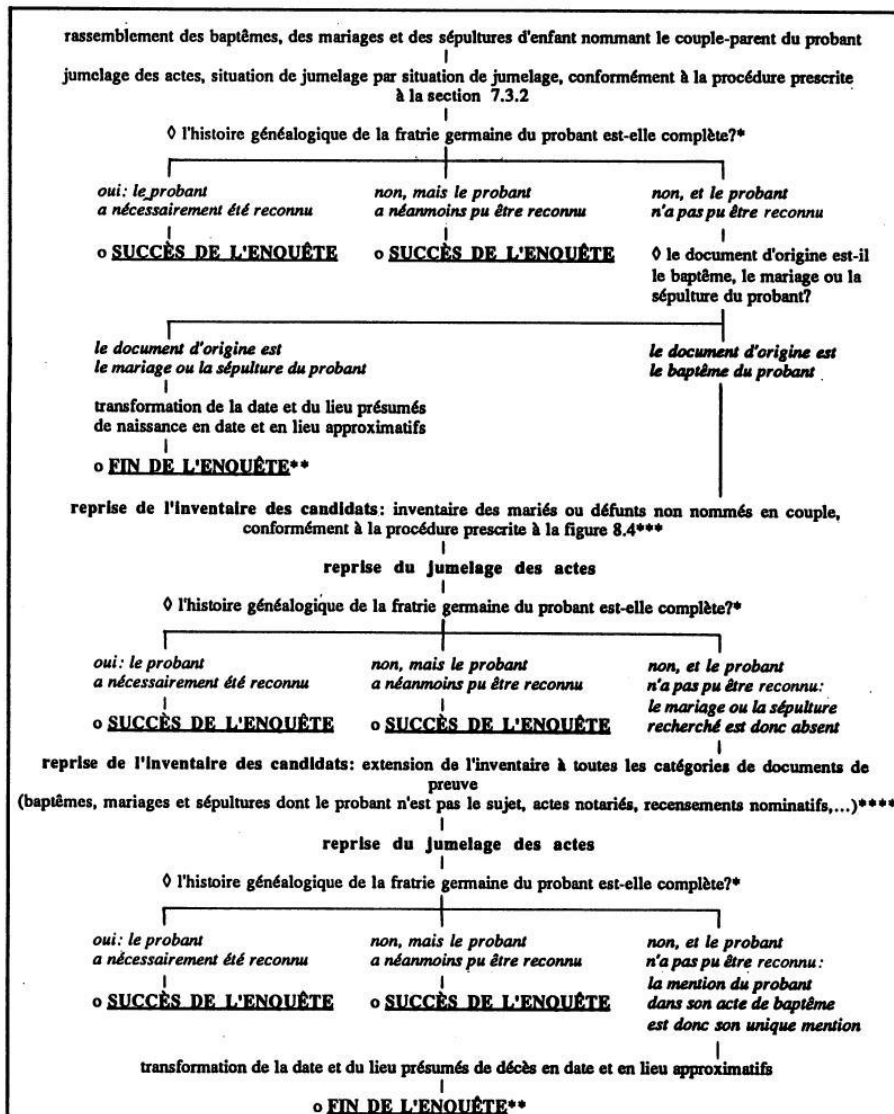 rassemblement des baptêmes, des mariages et des sépultures d'enfant nommant le couple-parent du probant
jumelage des actes, situation de jumelage par situation de jumelage, conformément à la procédure prescrite
à la section 7.3.2
◊ l'histoire généalogique de la fratrie germaine du probant est-elle complète?*
oui: le probant
a nécessairement été reconnu
o SUCCÈS DE L'ENQUÊTE
non, mais le probant
a néanmoins pu être reconnu
o SUCCÈS DE L'ENQUÊTE
non, et le probant
n'a pas pu être reconnu
◊ le document d'origine est-il
le baptême, le mariage ou la
sépulture du probant?
le document d'origine est
le mariage ou la sépulture du probant
transformation de la date et du lieu présumés
de naissance en date et en lieu approximatifs
o FIN DE L'ENQUÊTE**
le document d'origine est
le baptême du probant
reprise de l'inventaire des candidats: inventaire des mariés ou défunts non nommés en couple,
conformément à la procédure prescrite à la figure 8.4***
reprise du jumelage des actes
◊ l'histoire généalogique de la fratrie germaine du probant est-elle complète?*
oui: le probant
a nécessairement été reconnu
o SUCCÈS DE L'ENQUÊTE
non, mais le probant
a néanmoins pu être reconnu
o SUCCÈS DE L'ENQUÊTE
non, et le probant
n'a pas pu être reconnu:
le mariage ou la sépulture
recherché est donc absent
reprise de l'inventaire des candidats: extension de l'inventaire à toutes les catégories de documents de
preuve
(baptêmes, mariages et sépultures dont le probant n'est pas le sujet, actes notariés, recensements nominatifs,...)****
reprise du jumelage des actes
◊ l'histoire généalogique de la fratrie germaine du probant est-elle complète?*
oui: le probant
a nécessairement été reconnu
o SUCCÈS DE L'ENQUÊTE
non, mais le probant
a néanmoins pu être reconnu
o SUCCÈS DE L'ENQUÊTE
non, et le probant
n'a pas pu être reconnu:
la mention du probant
dans son acte de baptême
est donc son unique mention
transformation de la date et du lieu présumés de décès en date et en lieu approximatifs
o FIN DE L'ENQUÊTE**